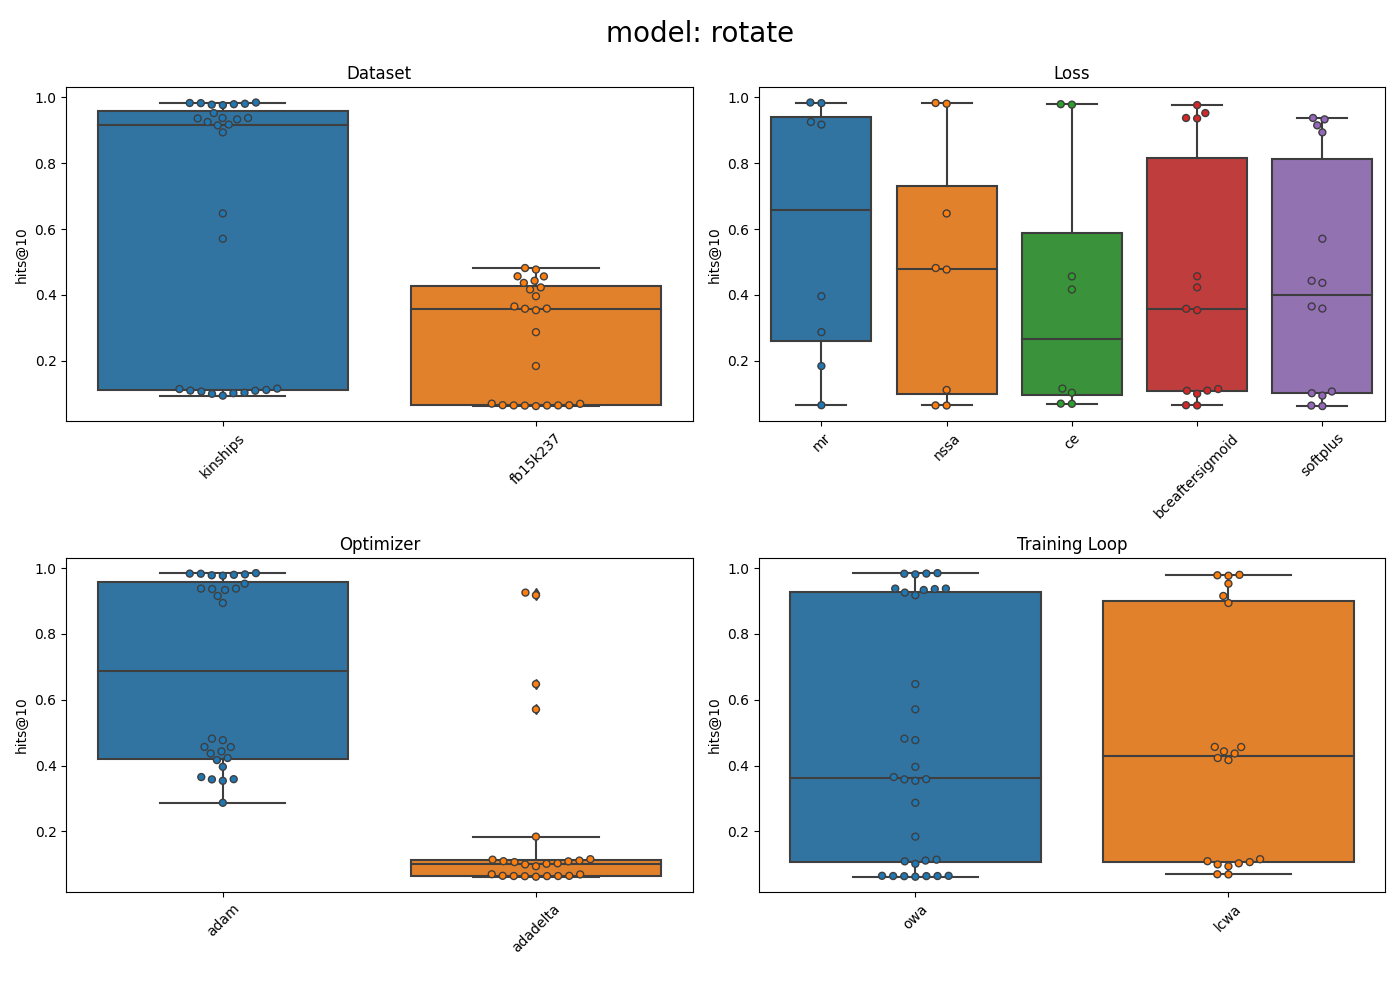 model: rotate
Dataset
hits@10
1.0
0.8
0.6
0.4
0.2
kinships
fb15k237
Loss
hits@10
1.0
0.8
0.6
0.4
0.2
mr
nssa
ce
bceaftersigmoid
softplus
Optimizer
hits@10
1.0
0.8
0.6
0.4
0.2
adam
adadelta
Training Loop
hits@10
1.0
0.8
0.6
0.4
0.2
owa
lcwa